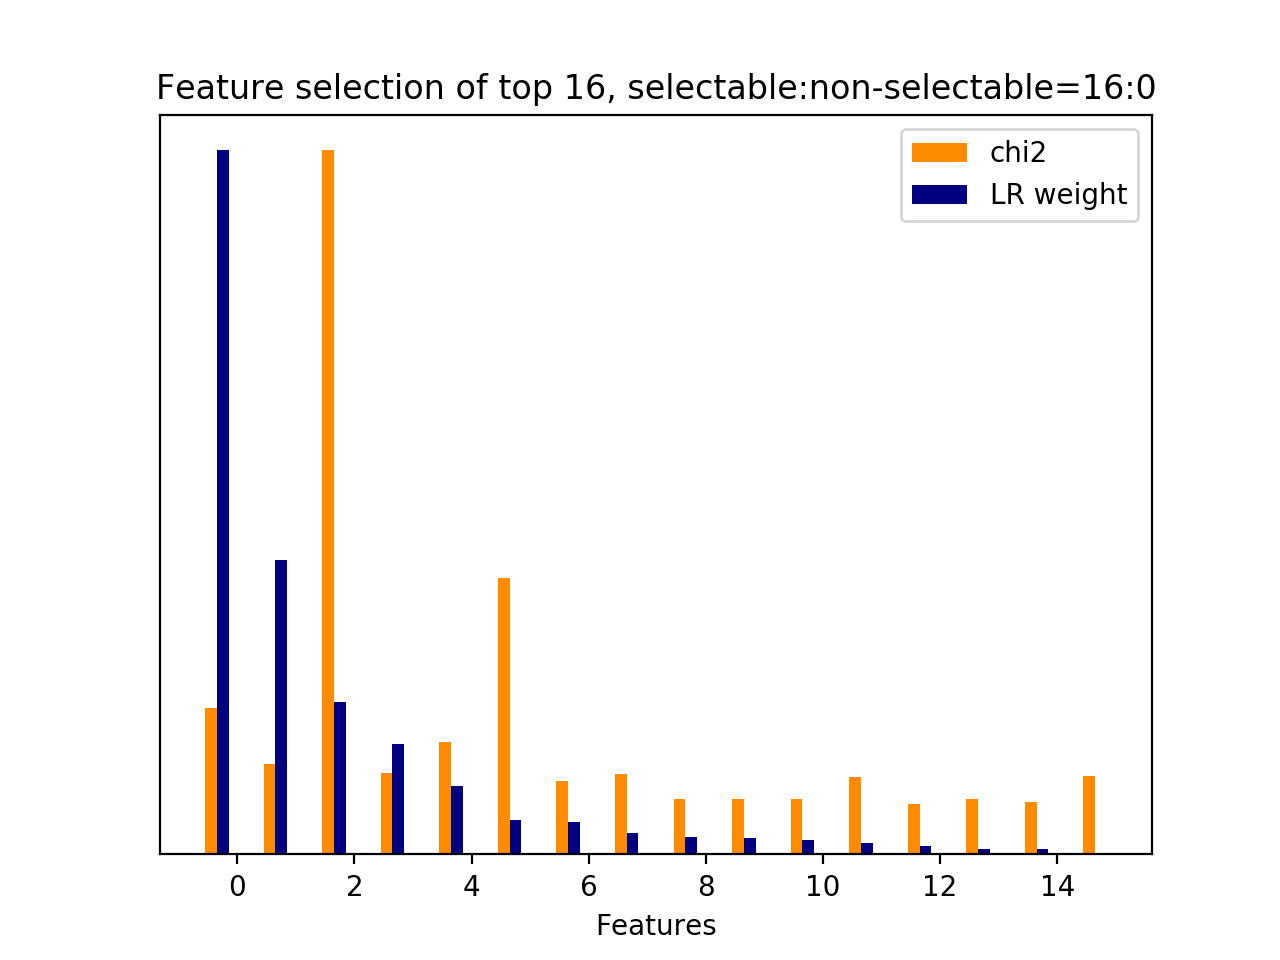 Feature selection of top 16, selectable:non-selectable=16:0
chi2
LR weight
0 2 4 6 8 10 12 14
Features